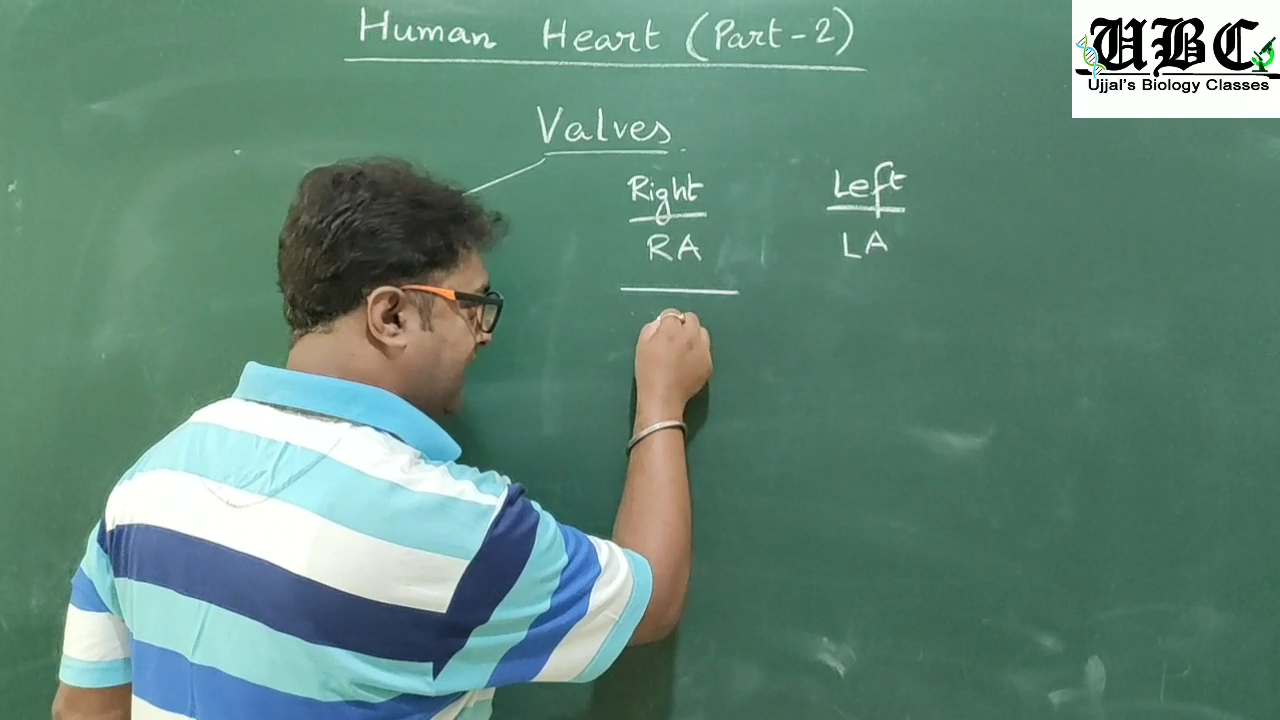 Human Heart (Part-2)
UBC
Ujjal's Biology Classes
Valves
Right Left
RA LA